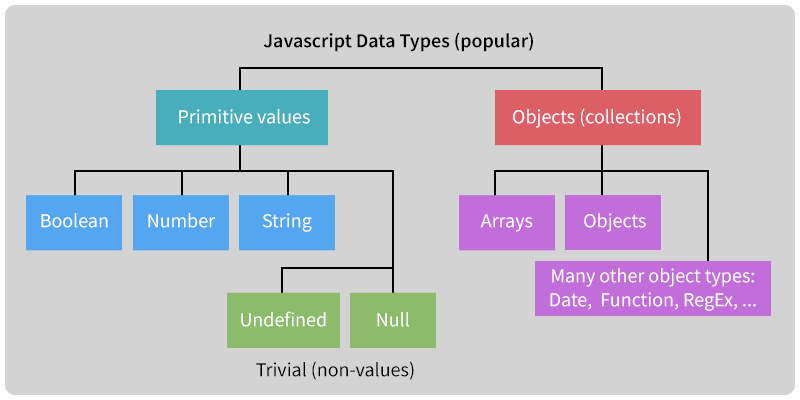 Javascript Data Types (popular)
Primitive values
Objects (collections)
Boolean
Number
String
Arrays
Objects
Many other object types:
Date, Function, RegEx, ...
Undefined
Null
Trivial (non-values)